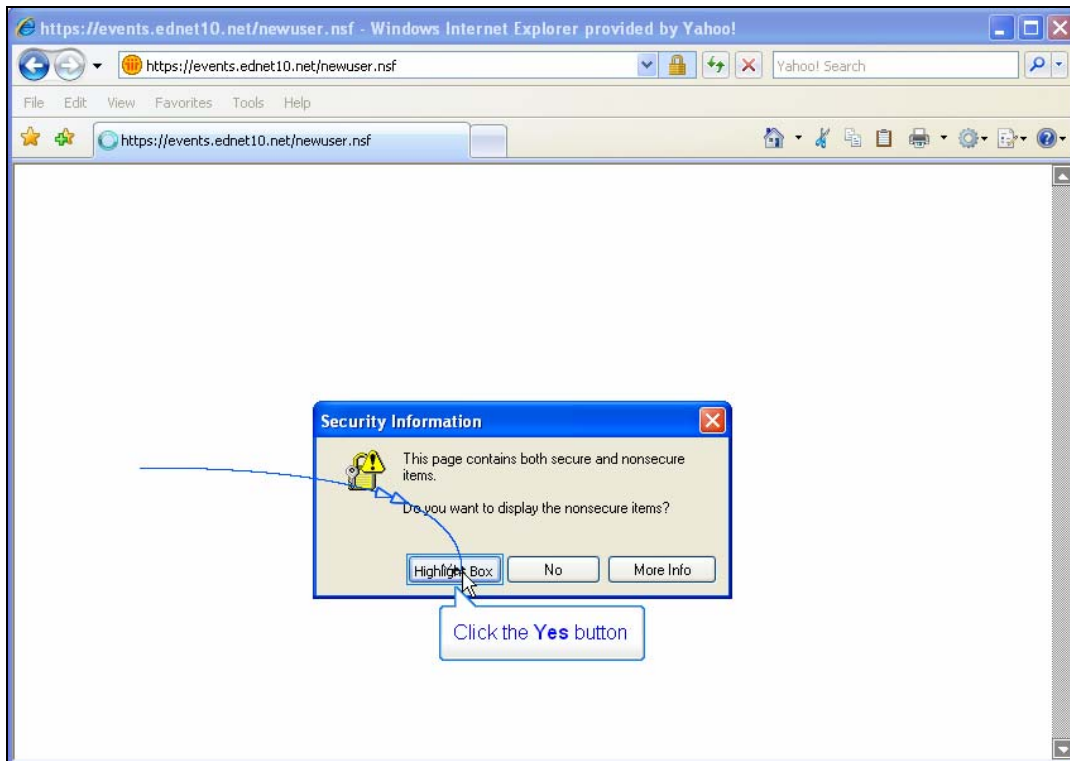 https://events.ednet10.net/newuser.nsf - Windows Internet Explorer provided by Yahoo!
https://events.ednet10.net/newuser.nsf
Yahoo! Search
File Edit View Favorites Tools Help
https://events.ednet10.net/newuser.nsf
Security Information
This page contains both secure and nonsecure
items.
Do you want to display the nonsecure items?
Highlight Box No More Info
Click the Yes button